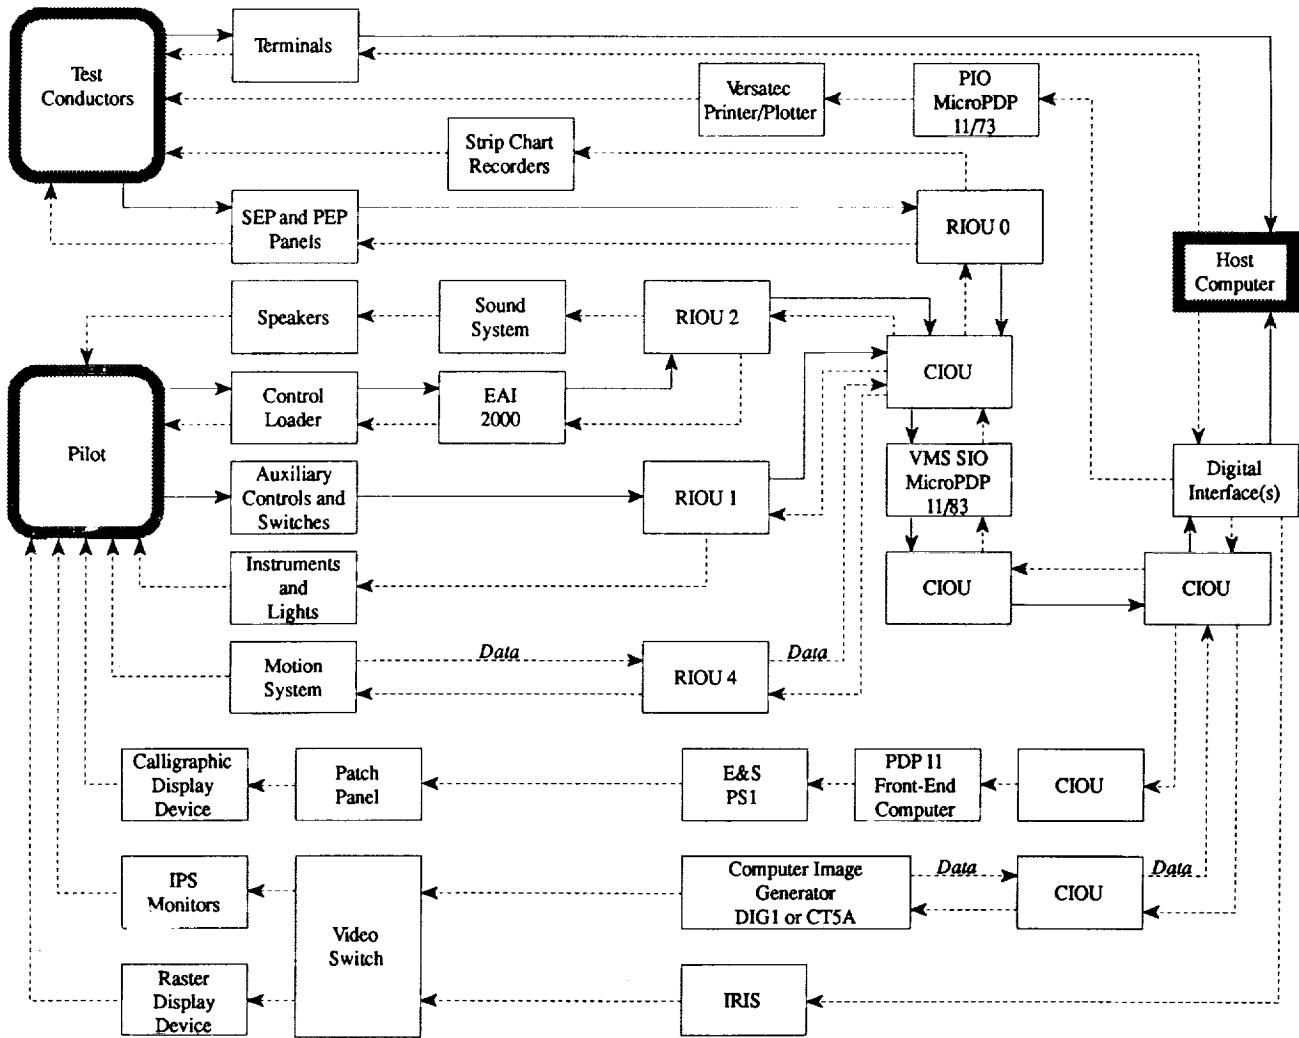 Test
Conductors
Terminals
Versatec
Printer/Plotter
PIO
MicroPDP
11/73
Strip Chart
Recorders
SEP and PEP
Panels
RIOU 0
Host
Computer
Speakers
Sound
System
RIOU 2
CIOU
Pilot
Control
Loader
EAI
2000
Auxiliary
Controls and
Switches
RIOU 1
VMS SIO
MicroPDP
11/83
Digital
Interface(s)
Instruments
and
Lights
CIOU
CIOU
Motion
System
Data
RIOU 4
Data
Calligraphic
Display
Device
Patch
Panel
E&S
PS1
PDP 11
Front-End
Computer
CIOU
IPS
Monitors
Video
Switch
Computer Image
Generator
DIG1 or CT5A
Data
CIOU
Data
Raster
Display
Device
IRIS